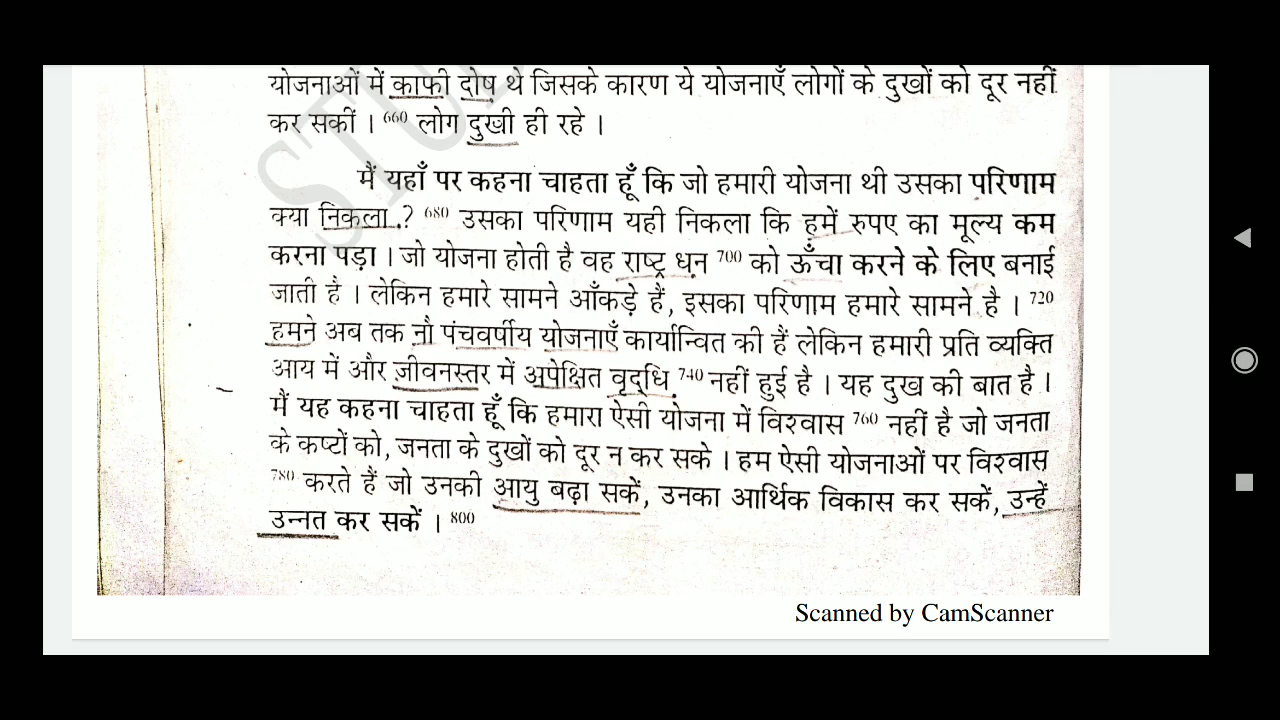 योजनाओं में काफी दोष थे जिसके कारण ये योजनाएँ लोगों के दुखों को दूर नहीं
कर सकीं । 660 लोग दुखी ही रहे ।
मैं यहाँ पर कहना चाहता हूँ कि जो हमारी योजना थी उसका परिणाम
क्या निकला ? 680 उसका परिणाम यही निकला कि हमें रुपए का मूल्य कम
करना पड़ा । जो योजना होती है वह राष्ट्र धन 700 को ऊँचा करने के लिए बनाई
जाती है । लेकिन हमारे सामने आँकड़े हैं, इसका परिणाम हमारे सामने है । 720
हमने अब तक नौ पंचवर्षीय योजनाएँ कार्यान्वित की हैं लेकिन हमारी प्रति व्यक्ति
आय में और जीवनस्तर में अपेक्षित वृद्धि 740 नहीं हुई है । यह दुख की बात है ।
मैं यह कहना चाहता हूँ कि हमारा ऐसी योजना में विश्वास 760 नहीं है जो जनता
के कष्टों को, जनता के दुखों को दूर न कर सके । हम ऐसी योजनाओं पर विश्वास
780 करते हैं जो उनकी आयु बढ़ा सकें, उनका आर्थिक विकास कर सकें, उन्हें
उन्नत कर सकें । 800
Scanned by CamScanner